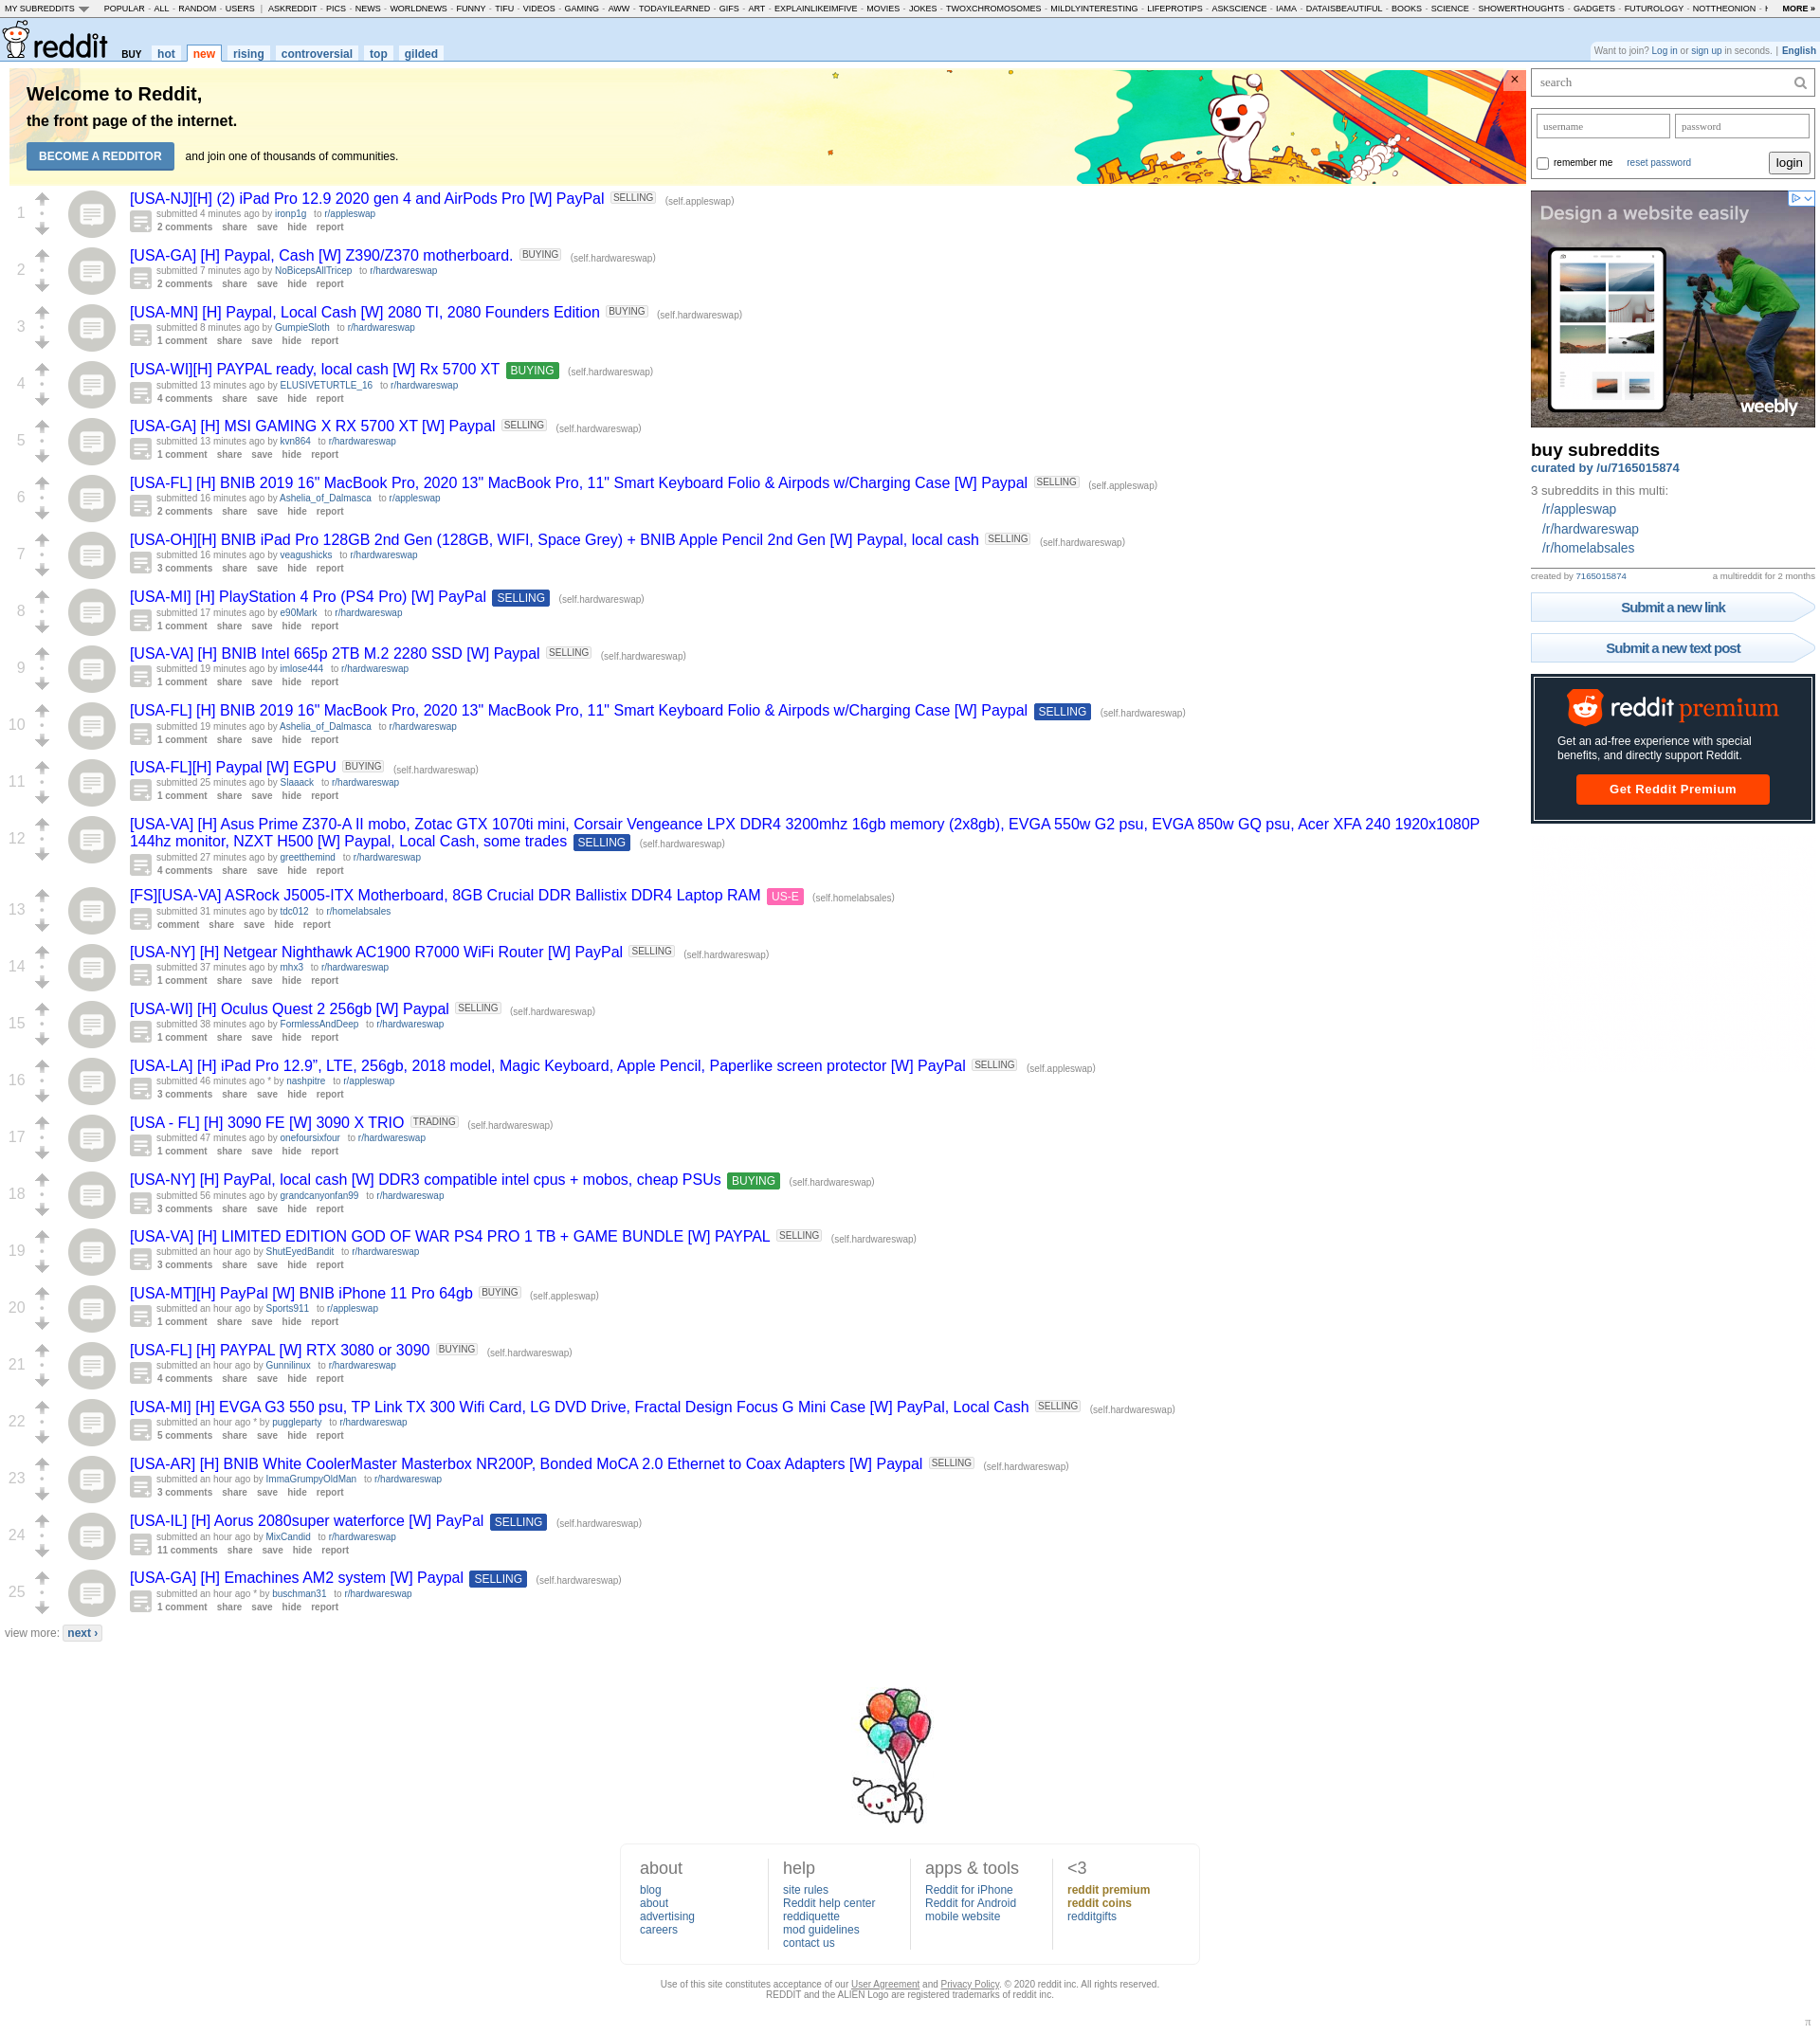 MY SUBREDDITS POPULAR - ALL - RANDOM - USERS | ASKREDDIT - PICS - NEWS - WORLDNEWS - FUNNY - TIFU - VIDEOS - GAMING - AWW - TODAYILEARNED - GIFS - ART - EXPLAINLIKEIMFIVE - MOVIES - JOKES - TWOXCHROMOSOMES - MILDLYINTERESTING - LIFEPROTIPS - ASKSCIENCE - IAMA - DATAISBEAUTIFUL - BOOKS - SCIENCE - SHOWERTHOUGHTS - GADGETS - FUTUROLOGY - NOTTHEONION - MORE »
reddit BUY hot new rising controversial top gilded
Want to join? Log in or sign up in seconds. | English
Welcome to Reddit,
the front page of the internet.
BECOME A REDDITOR and join one of thousands of communities.
×
1
[USA-NJ][H] (2) iPad Pro 12.9 2020 gen 4 and AirPods Pro [W] PayPal SELLING (self.appleswap)
submitted 4 minutes ago by ironp1g to r/appleswap
2 comments share save hide report
2
[USA-GA] [H] Paypal, Cash [W] Z390/Z370 motherboard. BUYING (self.hardwareswap)
submitted 7 minutes ago by NoBicepsAllTricep to r/hardwareswap
2 comments share save hide report
3
[USA-MN] [H] Paypal, Local Cash [W] 2080 TI, 2080 Founders Edition BUYING (self.hardwareswap)
submitted 8 minutes ago by GumpieSloth to r/hardwareswap
1 comment share save hide report
4
[USA-WI][H] PAYPAL ready, local cash [W] Rx 5700 XT BUYING (self.hardwareswap)
submitted 13 minutes ago by ELUSIVETURTLE_16 to r/hardwareswap
4 comments share save hide report
5
[USA-GA] [H] MSI GAMING X RX 5700 XT [W] Paypal SELLING (self.hardwareswap)
submitted 13 minutes ago by kvn864 to r/hardwareswap
1 comment share save hide report
6
[USA-FL] [H] BNIB 2019 16" MacBook Pro, 2020 13" MacBook Pro, 11" Smart Keyboard Folio & Airpods w/Charging Case [W] Paypal SELLING (self.appleswap)
submitted 16 minutes ago by Ashelia_of_Dalmasca to r/appleswap
2 comments share save hide report
7
[USA-OH][H] BNIB iPad Pro 128GB 2nd Gen (128GB, WIFI, Space Grey) + BNIB Apple Pencil 2nd Gen [W] Paypal, local cash SELLING (self.hardwareswap)
submitted 16 minutes ago by veagushicks to r/hardwareswap
3 comments share save hide report
8
[USA-MI] [H] PlayStation 4 Pro (PS4 Pro) [W] PayPal SELLING (self.hardwareswap)
submitted 17 minutes ago by e90Mark to r/hardwareswap
1 comment share save hide report
9
[USA-VA] [H] BNIB Intel 665p 2TB M.2 2280 SSD [W] Paypal SELLING (self.hardwareswap)
submitted 19 minutes ago by imlose444 to r/hardwareswap
1 comment share save hide report
10
[USA-FL] [H] BNIB 2019 16" MacBook Pro, 2020 13" MacBook Pro, 11" Smart Keyboard Folio & Airpods w/Charging Case [W] Paypal SELLING (self.hardwareswap)
submitted 19 minutes ago by Ashelia_of_Dalmasca to r/hardwareswap
1 comment share save hide report
11
[USA-FL][H] Paypal [W] EGPU BUYING (self.hardwareswap)
submitted 25 minutes ago by Slaaack to r/hardwareswap
1 comment share save hide report
12
[USA-VA] [H] Asus Prime Z370-A II mobo, Zotac GTX 1070ti mini, Corsair Vengeance LPX DDR4 3200mhz 16gb memory (2x8gb), EVGA 550w G2 psu, EVGA 850w GQ psu, Acer XFA 240 1920x1080P
144hz monitor, NZXT H500 [W] Paypal, Local Cash, some trades SELLING (self.hardwareswap)
submitted 27 minutes ago by greetthemind to r/hardwareswap
4 comments share save hide report
13
[FS][USA-VA] ASRock J5005-ITX Motherboard, 8GB Crucial DDR Ballistix DDR4 Laptop RAM US-E (self.homelabsales)
submitted 31 minutes ago by tdc012 to r/homelabsales
comment share save hide report
14
[USA-NY] [H] Netgear Nighthawk AC1900 R7000 WiFi Router [W] PayPal SELLING (self.hardwareswap)
submitted 37 minutes ago by mhx3 to r/hardwareswap
1 comment share save hide report
15
[USA-WI] [H] Oculus Quest 2 256gb [W] Paypal SELLING (self.hardwareswap)
submitted 38 minutes ago by FormlessAndDeep to r/hardwareswap
1 comment share save hide report
16
[USA-LA] [H] iPad Pro 12.9”, LTE, 256gb, 2018 model, Magic Keyboard, Apple Pencil, Paperlike screen protector [W] PayPal SELLING (self.appleswap)
submitted 46 minutes ago * by nashpitre to r/appleswap
3 comments share save hide report
17
[USA - FL] [H] 3090 FE [W] 3090 X TRIO TRADING (self.hardwareswap)
submitted 47 minutes ago by onefoursixfour to r/hardwareswap
1 comment share save hide report
18
[USA-NY] [H] PayPal, local cash [W] DDR3 compatible intel cpus + mobos, cheap PSUs BUYING (self.hardwareswap)
submitted 56 minutes ago by grandcanyonfan99 to r/hardwareswap
3 comments share save hide report
19
[USA-VA] [H] LIMITED EDITION GOD OF WAR PS4 PRO 1 TB + GAME BUNDLE [W] PAYPAL SELLING (self.hardwareswap)
submitted an hour ago by ShutEyedBandit to r/hardwareswap
3 comments share save hide report
20
[USA-MT][H] PayPal [W] BNIB iPhone 11 Pro 64gb BUYING (self.appleswap)
submitted an hour ago by Sports911 to r/appleswap
1 comment share save hide report
21
[USA-FL] [H] PAYPAL [W] RTX 3080 or 3090 BUYING (self.hardwareswap)
submitted an hour ago by Gunnilinux to r/hardwareswap
4 comments share save hide report
22
[USA-MI] [H] EVGA G3 550 psu, TP Link TX 300 Wifi Card, LG DVD Drive, Fractal Design Focus G Mini Case [W] PayPal, Local Cash SELLING (self.hardwareswap)
submitted an hour ago * by puggleparty to r/hardwareswap
5 comments share save hide report
23
[USA-AR] [H] BNIB White CoolerMaster Masterbox NR200P, Bonded MoCA 2.0 Ethernet to Coax Adapters [W] Paypal SELLING (self.hardwareswap)
submitted an hour ago by ImmaGrumpyOldMan to r/hardwareswap
3 comments share save hide report
24
[USA-IL] [H] Aorus 2080super waterforce [W] PayPal SELLING (self.hardwareswap)
submitted an hour ago by MixCandid to r/hardwareswap
11 comments share save hide report
25
[USA-GA] [H] Emachines AM2 system [W] Paypal SELLING (self.hardwareswap)
submitted an hour ago * by buschman31 to r/hardwareswap
1 comment share save hide report
view more: next ›
search
username password
remember me reset password login
Design a website easily
weebly
buy subreddits
curated by /u/7165015874
3 subreddits in this multi:
/r/appleswap
/r/hardwareswap
/r/homelabsales
created by 7165015874 a multireddit for 2 months
Submit a new link
Submit a new text post
reddit premium
Get an ad-free experience with special
benefits, and directly support Reddit.
Get Reddit Premium
about
blog
about
advertising
careers
help
site rules
Reddit help center
reddiquette
mod guidelines
contact us
apps & tools
Reddit for iPhone
Reddit for Android
mobile website
<3
reddit premium
reddit coins
redditgifts
Use of this site constitutes acceptance of our User Agreement and Privacy Policy. © 2020 reddit inc. All rights reserved.
REDDIT and the ALIEN Logo are registered trademarks of reddit inc.
π